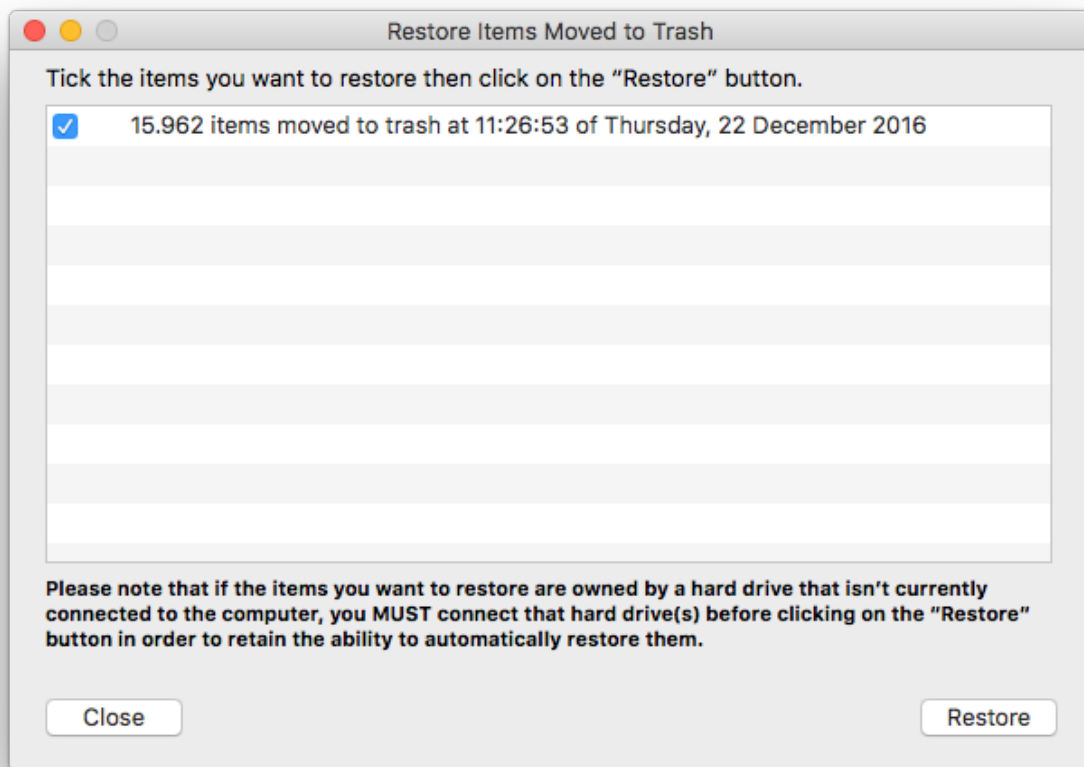 Restore Items Moved to Trash
Tick the items you want to restore then click on the “Restore” button.
15.962 items moved to trash at 11:26:53 of Thursday, 22 December 2016
Please note that if the items you want to restore are owned by a hard drive that isn’t currently
connected to the computer, you MUST connect that hard drive(s) before clicking on the “Restore”
button in order to retain the ability to automatically restore them.
Close
Restore